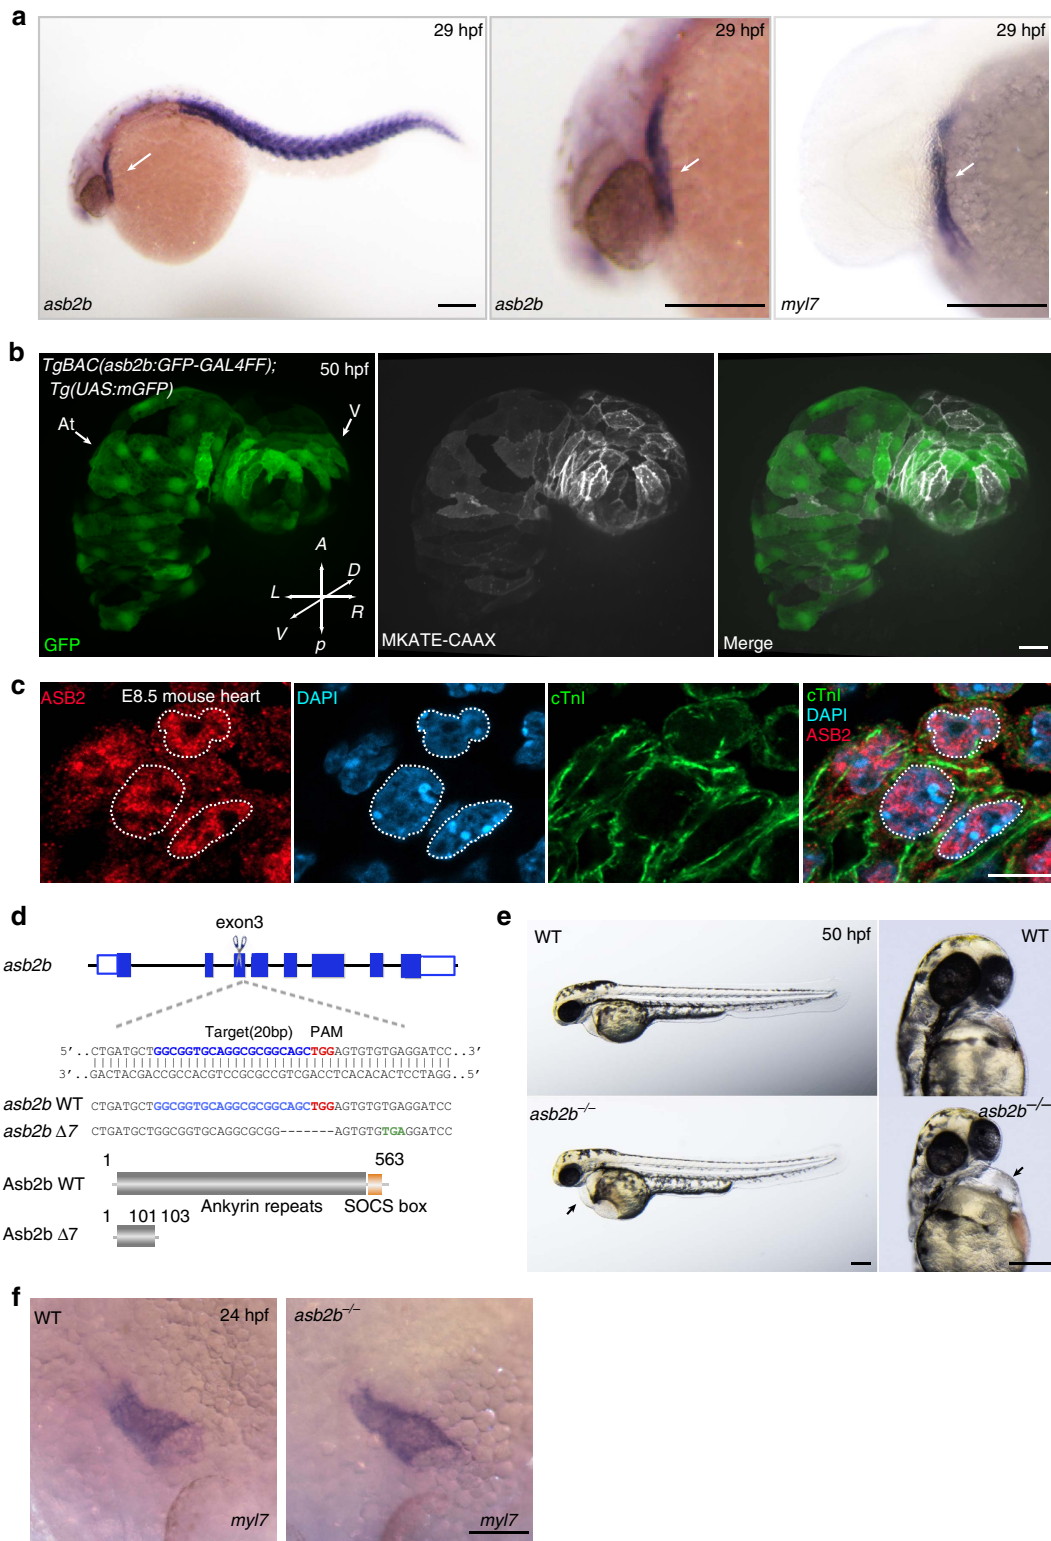 a
29 hpf
asb2b
29 hpf
asb2b
29 hpf
myl7
b
TgBAC(asb2b:GFP-GAL4FF);
Tg(UAS:mGFP)
50 hpf
At
V
A
D
L
R
V
p
GFP
MKATE-CAAX
Merge
c
ASB2
E8.5 mouse heart
DAPI
cTnI
cTnI
DAPI
ASB2
d
exon3
asb2b
Target(20bp) PAM
5′..CTGATGCTGGCGGTGCAGGCGCGGCAGCTGGAGTGTGTGAGGATCC..3′
3′..GACTACGACCGCCACGTCCGCGCCGTCGACCTCACACACTCCTAGG..5′
asb2b WT CTGATGCTGGCGGTGCAGGCGCGGCAGCTGGAGTGTGTGAGGATCC
asb2b Δ7 CTGATGCTGGCGGTGCAGGCGCGG-------AGTGTGTGAGGATCC
1 563
Asb2b WT
Ankyrin repeats SOCS box
1 101 103
Asb2b Δ7
e
WT
50 hpf
WT
asb2b–/–
asb2b–/–
f
WT
24 hpf
myl7
asb2b–/–
myl7